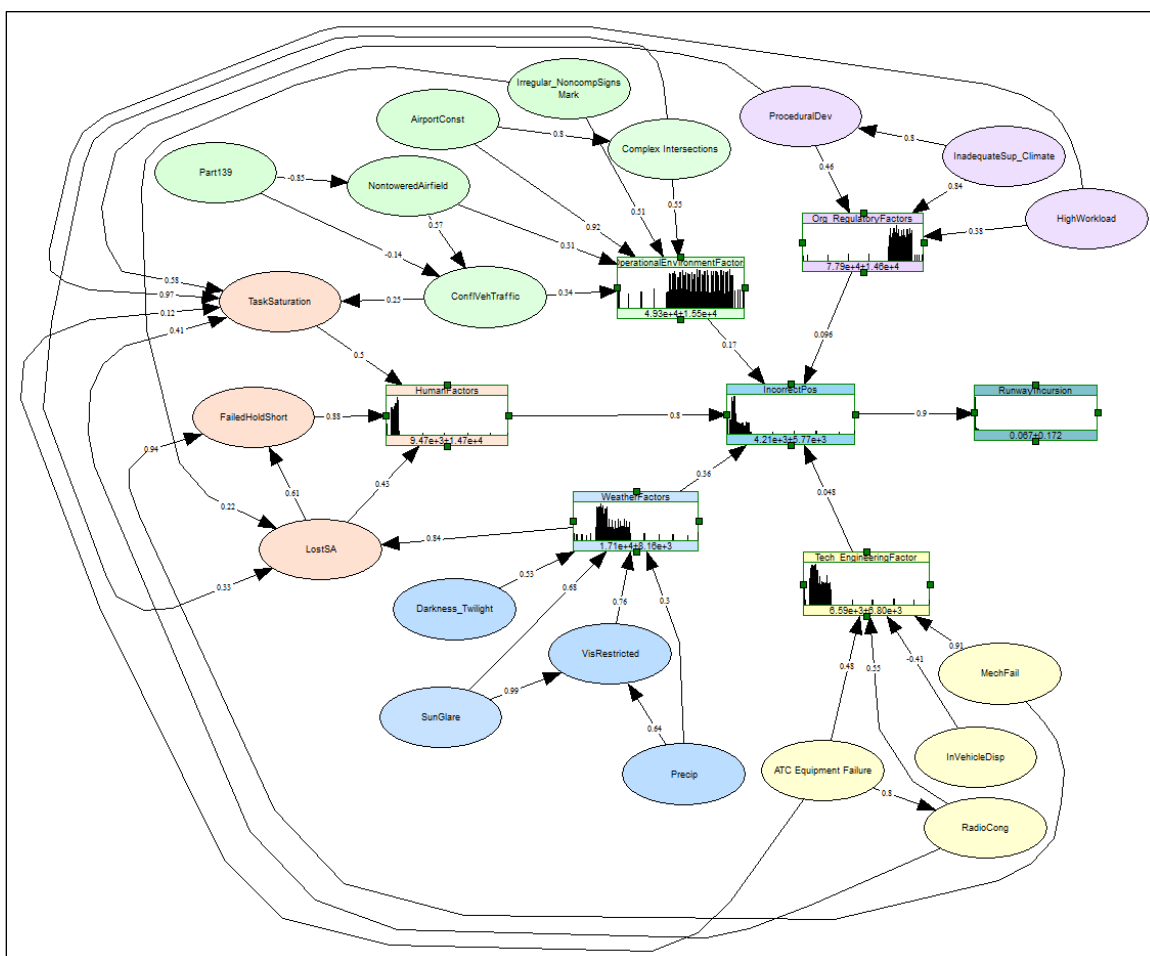 Irregular_NoncompSigns
Mark
AirportConst
0.8
ProceduralDev
0.8
Complex Intersections
InadequateSup_Climate
Part139
-0.85
NontoweredAirfield
0.46
0.84
0.57
0.51
0.55
Org_RegulatoryFactors
HighWorkload
0.92
0.31
0.38
-0.14
OperationalEnvironmentFactor
7.79e+4±1.46e+4
0.58
0.97
TaskSaturation
0.25
ConflVehTraffic
0.34
0.12
4.93e+4±1.55e+4
0.41
0.17
0.096
0.5
HumanFactors
IncorrectPos
RunwayIncursion
FailedHoldShort
0.88
0.8
0.9
9.47e+3±1.47e+4
4.21e+3±5.77e+3
0.067±0.172
0.94
0.61
0.43
0.36
0.048
0.22
WeatherFactors
LostSA
0.84
1.71e+4±8.16e+3
Tech_EngineeringFactor
0.33
0.53
0.68
0.76
0.3
Darkness_Twilight
6.59e+3±6.80e+3
VisRestricted
0.48
0.55
-0.41
0.91
MechFail
0.99
SunGlare
0.64
Precip
ATC Equipment Failure
InVehicleDisp
0.8
RadioCong